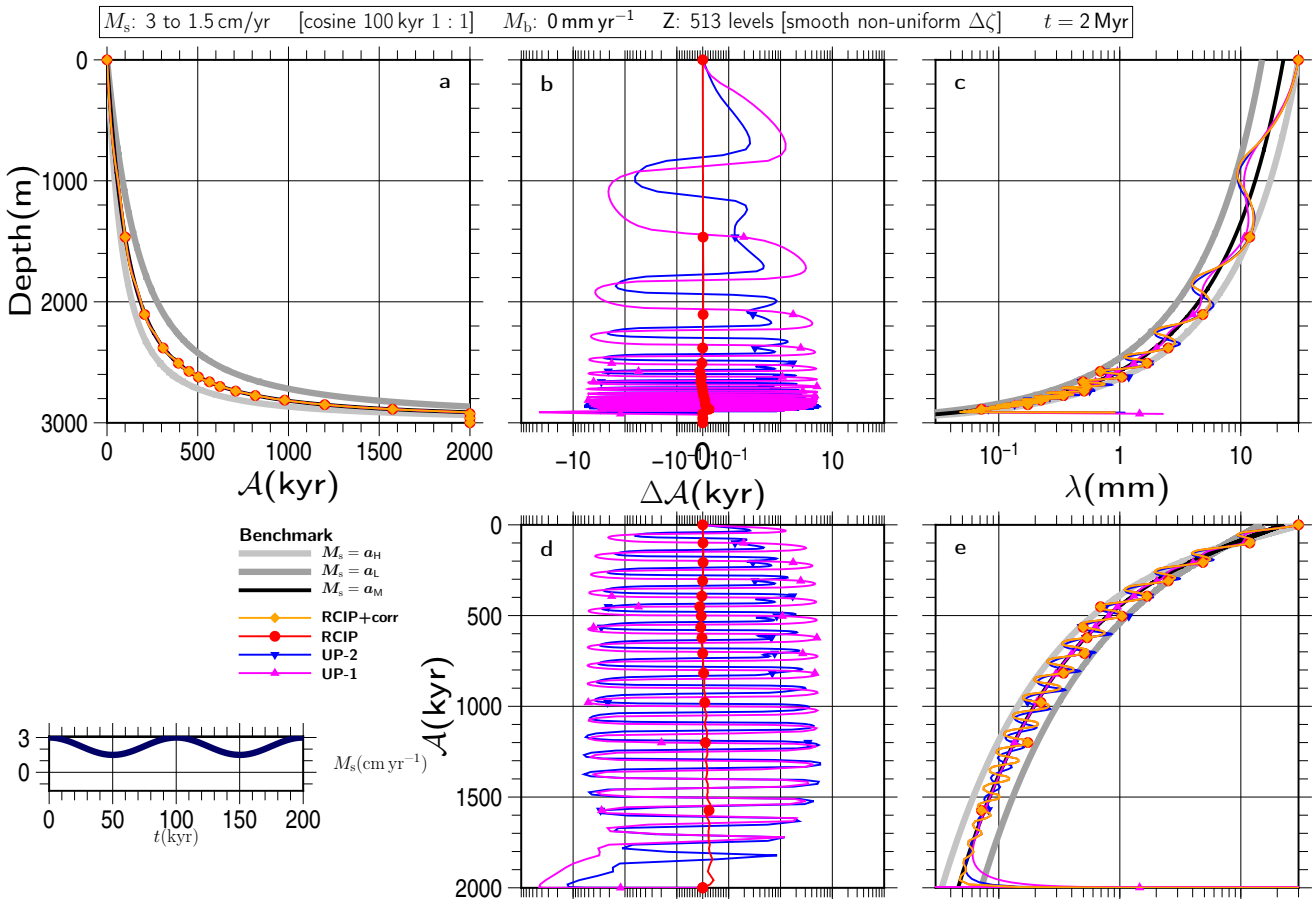 Mₛ: 3 to 1.5 cm/yr [cosine 100 kyr 1 : 1] M_b: 0 mm yr⁻¹ Z: 513 levels [smooth non-uniform Δζ] t = 2 Myr
a
b
c
0
1000
2000
3000
Depth(m)
0 500 1000 1500 2000
𝒜(kyr)
−10 −10⁻¹ 0 10⁻¹ 10
Δ𝒜(kyr)
10⁻¹ 1 10
λ(mm)
Benchmark
Mₛ = a_H
Mₛ = a_L
Mₛ = a_M
RCIP+corr
RCIP
UP-2
UP-1
3
0
Mₛ(cm yr⁻¹)
0 50 100 150 200
t(kyr)
d
e
0
500
1000
1500
2000
𝒜(kyr)